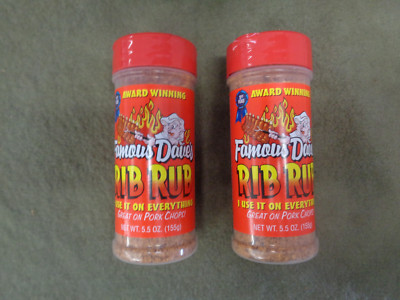 AWARD WINNING
Famous Dave's
RIB RUB
USE IT ON EVERYTHING
GREAT ON PORK CHOPS!
NET WT. 5.5 OZ. (155g)
AWARD WINNING
Famous Dave's
RIB RUB
I USE IT ON EVERYTHING
GREAT ON PORK CHOPS
NET WT. 5.5 OZ. (155g)